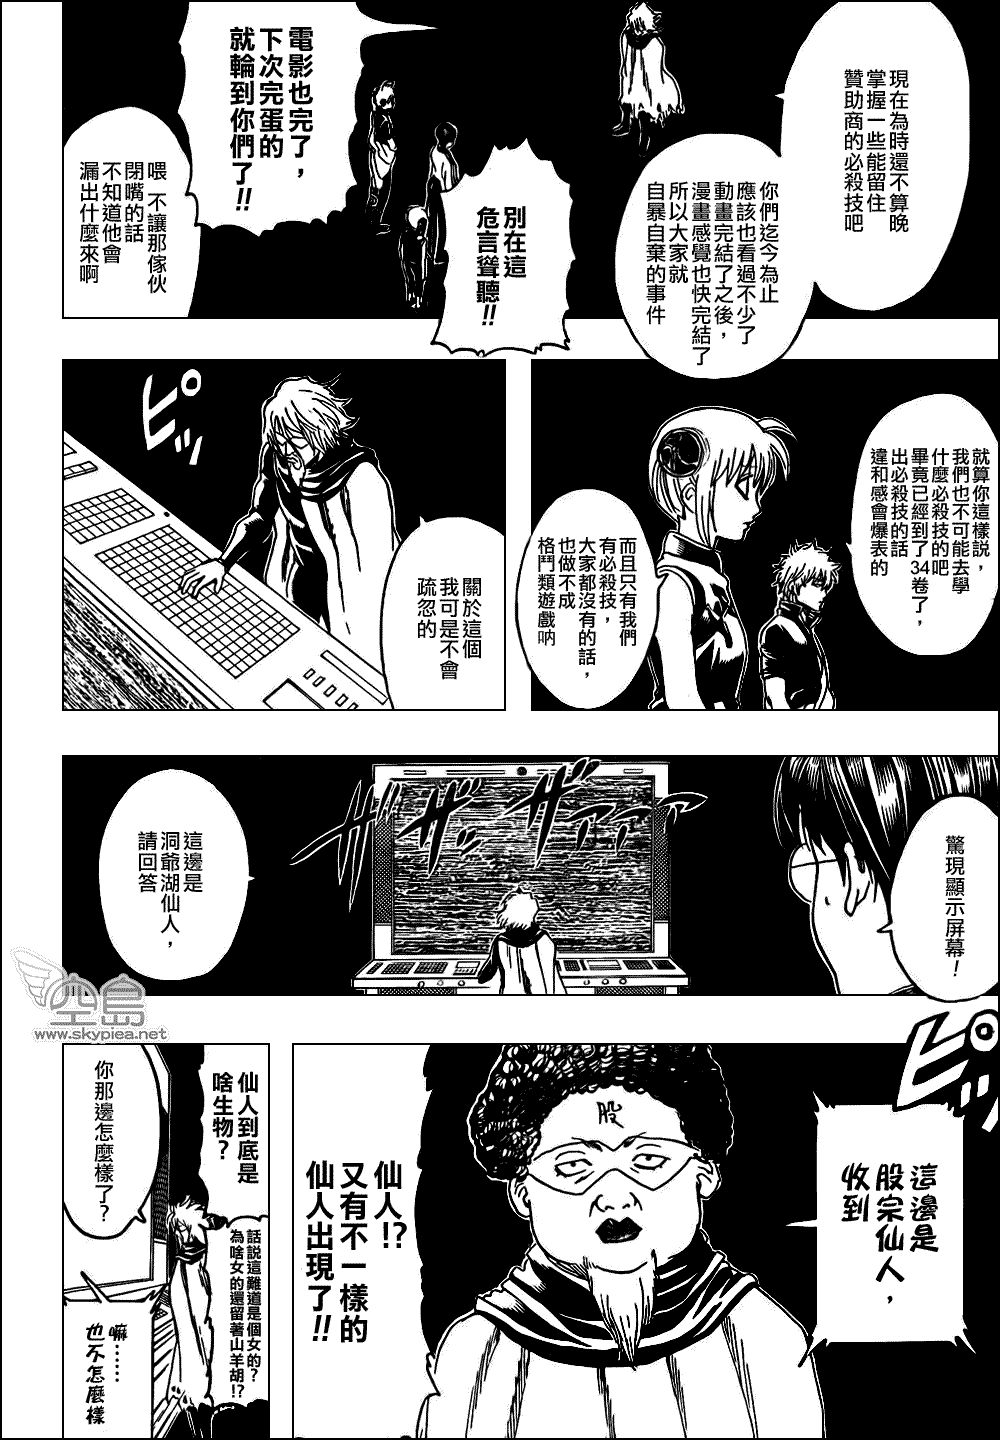 現在為時還不算晚
掌握一些能留住
贊助商的必殺技吧
你們迄今為止
應該也看過不少了
動畫完結了之後，
漫畫感覺也快完結了
所以大家就
自暴自棄的事件
別在這
危言聳聽!!
電影也完了，
下次完蛋的
就輪到你們了!!
喂 不讓那傢伙
閉嘴的話
不知道他會
漏出什麼來啊
就算你這樣說，
我們也不可能去學
什麼必殺技的吧
畢竟已經到了34卷了，
出必殺技的話
違和感會爆表的
而且只有我們
有必殺技，
大家都沒有的話，
也做不成
格鬥類遊戲吶
關於這個
我可是不會
疏忽的
ピピッ
驚現顯示屏幕！
ザァァー
ザザ
ガガ
這邊是
洞爺湖仙人，
請回答
ピピッ
這邊是
股宗仙人，
收到
股
仙人!?
又有不一樣的
仙人出現了!!
仙人到底是
啥生物？
話說這難道是個女的？
為啥女的還留著山羊胡!?
你那邊怎麼樣了？
嘛……
也不怎麼樣
空島
www.skypiea.net